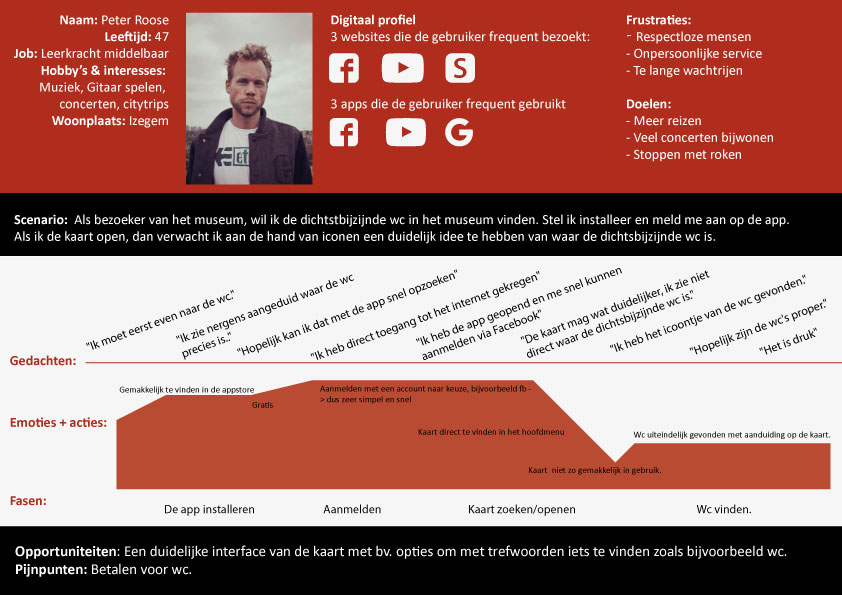 Naam: Peter Roose
Leeftijd: 47
Job: Leerkracht middelbaar
Hobby's & interesses:
Muziek, Gitaar spelen,
concerten, citytrips
Woonplaats: Izegem
Digitaal profiel
3 websites die de gebruiker frequent bezoekt:
S
3 apps die de gebruiker frequent gebruikt
G
Frustraties:
- Respectloze mensen
- Onpersoonlijke service
- Te lange wachtrijen
Doelen:
- Meer reizen
- Veel concerten bijwonen
- Stoppen met roken
Scenario: Als bezoeker van het museum, wil ik de dichtstbijzijnde wc in het museum vinden. Stel ik installeer en meld me aan op de app.
Als ik de kaart open, dan verwacht ik aan de hand van iconen een duidelijk idee te hebben van waar de dichtsbijzijnde wc is.
Gedachten:
"Ik moet eerst even naar de wc."
"Ik zie nergens aangeduid waar de wc
precies is.."
"Hopelijk kan ik dat met de app snel opzoeken"
"Ik heb direct toegang tot het internet gekregen"
"Ik heb de app geopend en me snel kunnen
aanmelden via Facebook"
"De kaart mag wat duidelijker, ik zie niet
direct waar de dichtsbijzijnde wc is."
"Ik heb het icoontje van de wc gevonden."
"Hopelijk zijn de wc's proper."
"Het is druk"
Emoties + acties:
Gemakkelijk te vinden in de appstore
Gratis
Aanmelden met een account naar keuze, bijvoorbeeld fb -
> dus zeer simpel en snel
Kaart direct te vinden in het hoofdmenu
Kaart niet zo gemakkelijk in gebruik.
Wc uiteindelijk gevonden met aanduiding op de kaart.
Fasen:
De app installeren
Aanmelden
Kaart zoeken/openen
Wc vinden.
Opportuniteiten: Een duidelijke interface van de kaart met bv. opties om met trefwoorden iets te vinden zoals bijvoorbeeld wc.
Pijnpunten: Betalen voor wc.